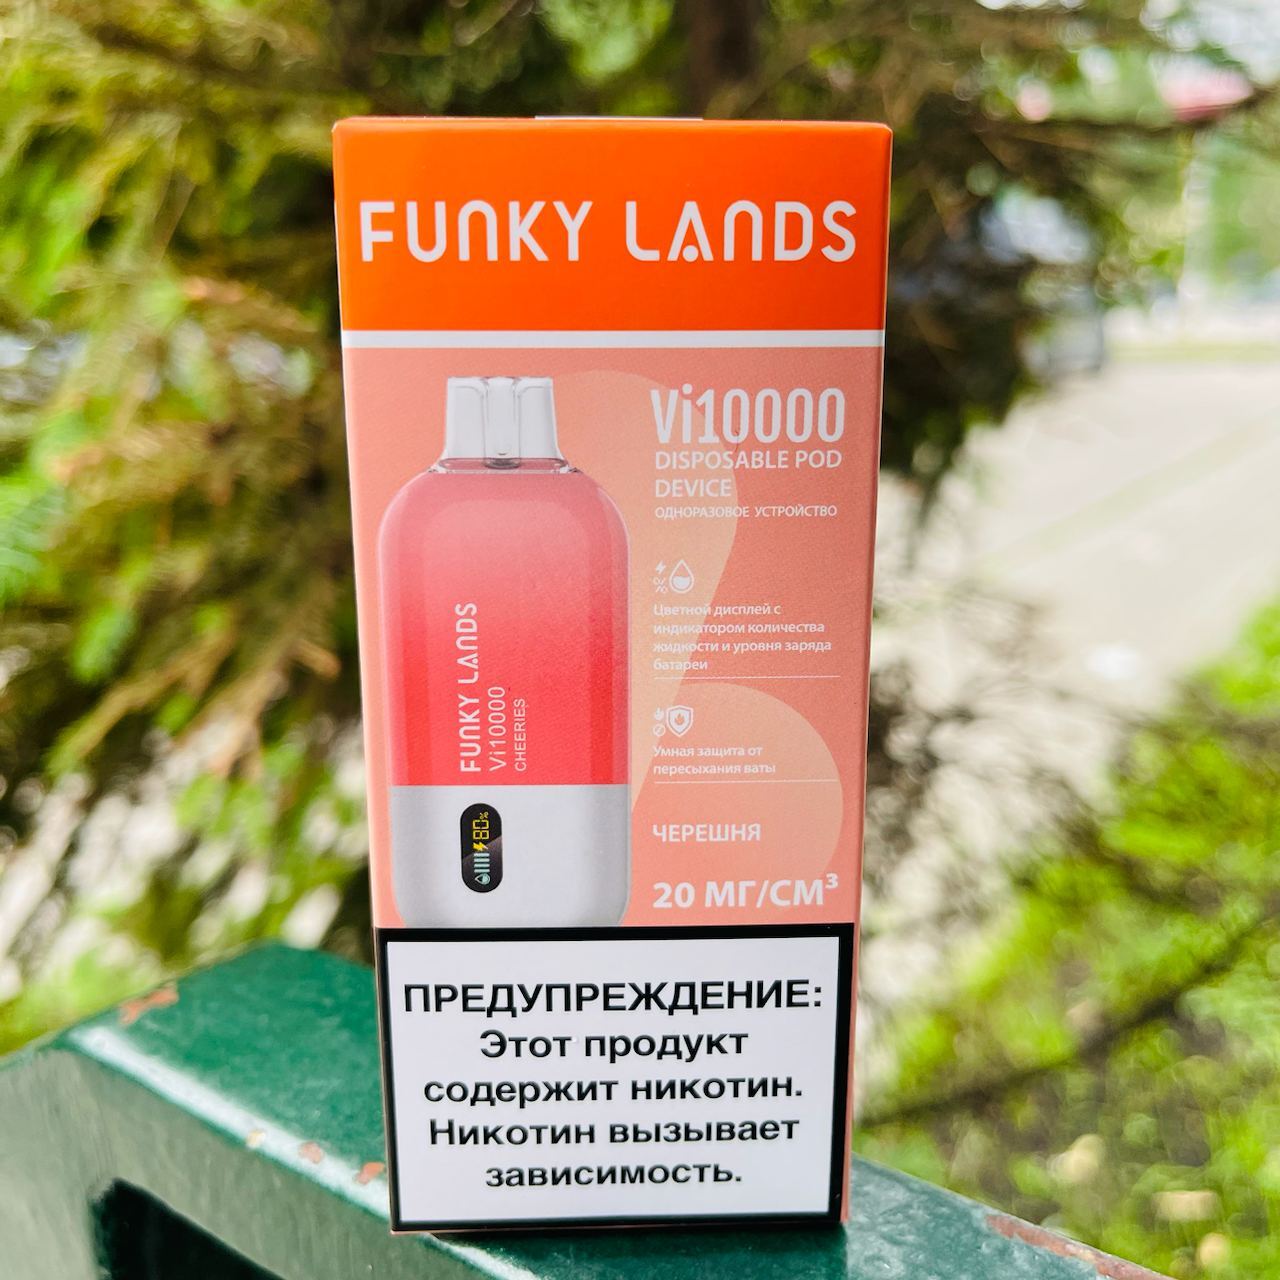 FUNKY LANDS
Vi10000
DISPOSABLE POD
DEVICE
ОДНОРАЗОВОЕ УСТРОЙСТВО
Цветной дисплей с
индикатором количества
жидкости и уровня заряда
батареи
Умная защита от
пересыхания ваты
ЧЕРЕШНЯ
20 МГ/СМ³
FUNKY LANDS
Vi10000
CHEERIES
80%
ПРЕДУПРЕЖДЕНИЕ:
Этот продукт
содержит никотин.
Никотин вызывает
зависимость.